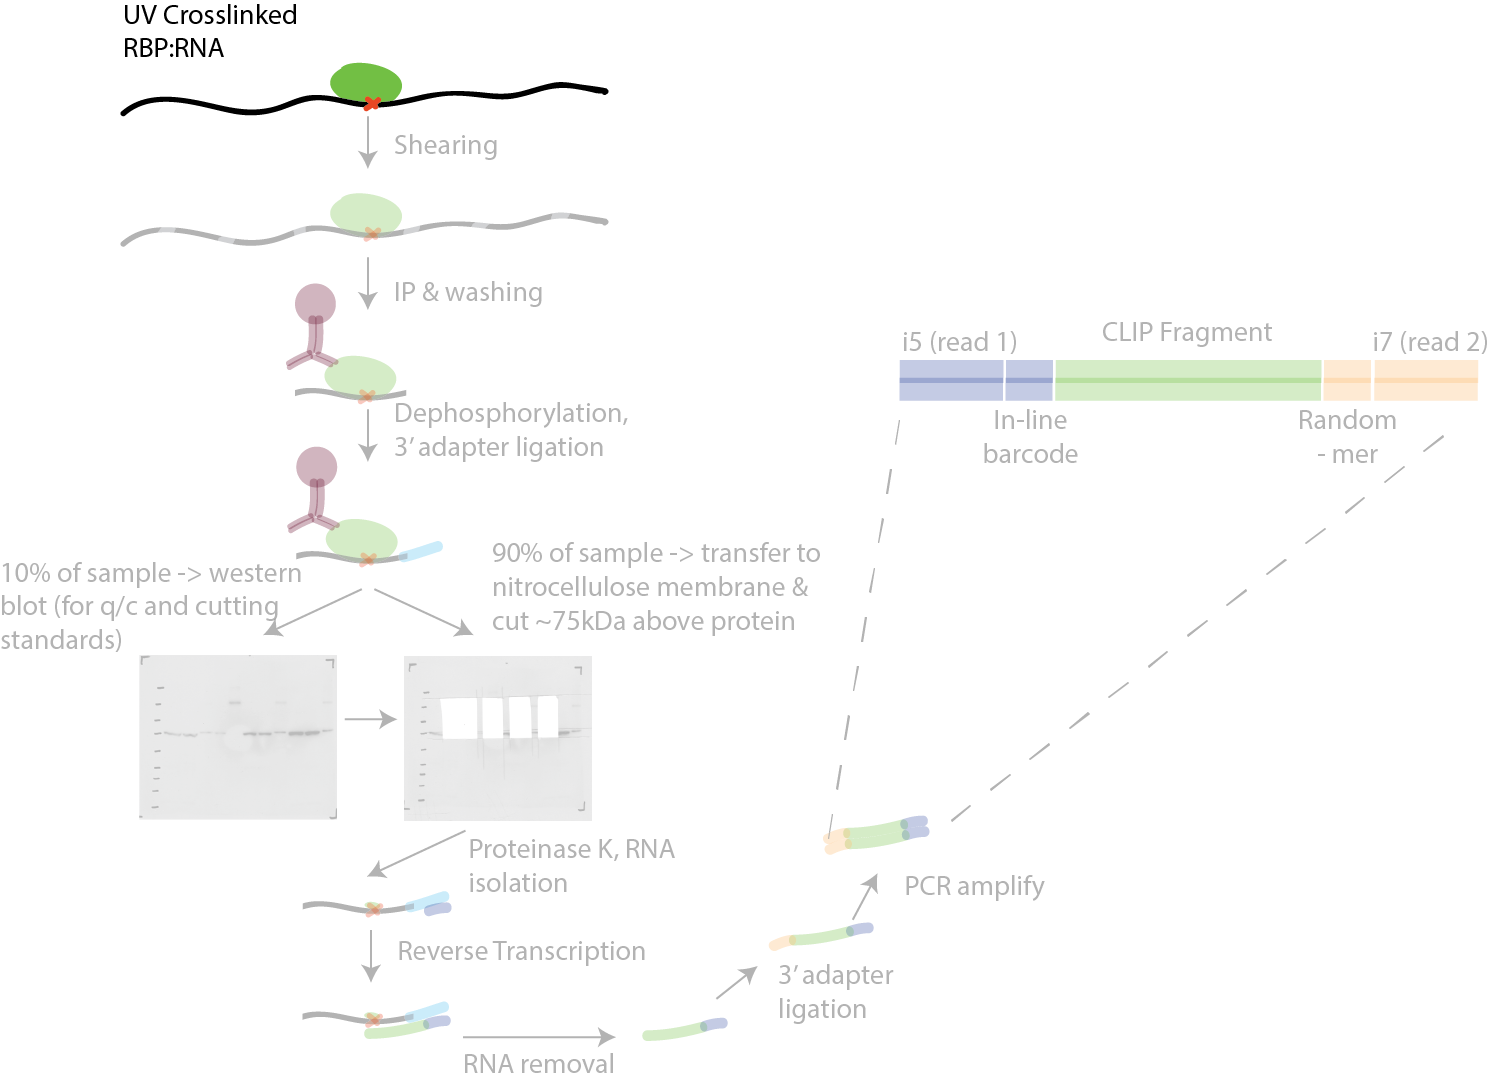 UV Crosslinked
RBP:RNA
Shearing
IP & washing
Dephosphorylation,
3’ adapter ligation
10% of sample -> western
blot (for q/c and cutting
standards)
90% of sample -> transfer to
nitrocellulose membrane &
cut ~75kDa above protein
Proteinase K, RNA
isolation
Reverse Transcription
RNA removal
3’ adapter
ligation
PCR amplify
i5 (read 1)
CLIP Fragment
i7 (read 2)
In-line
barcode
Random
- mer